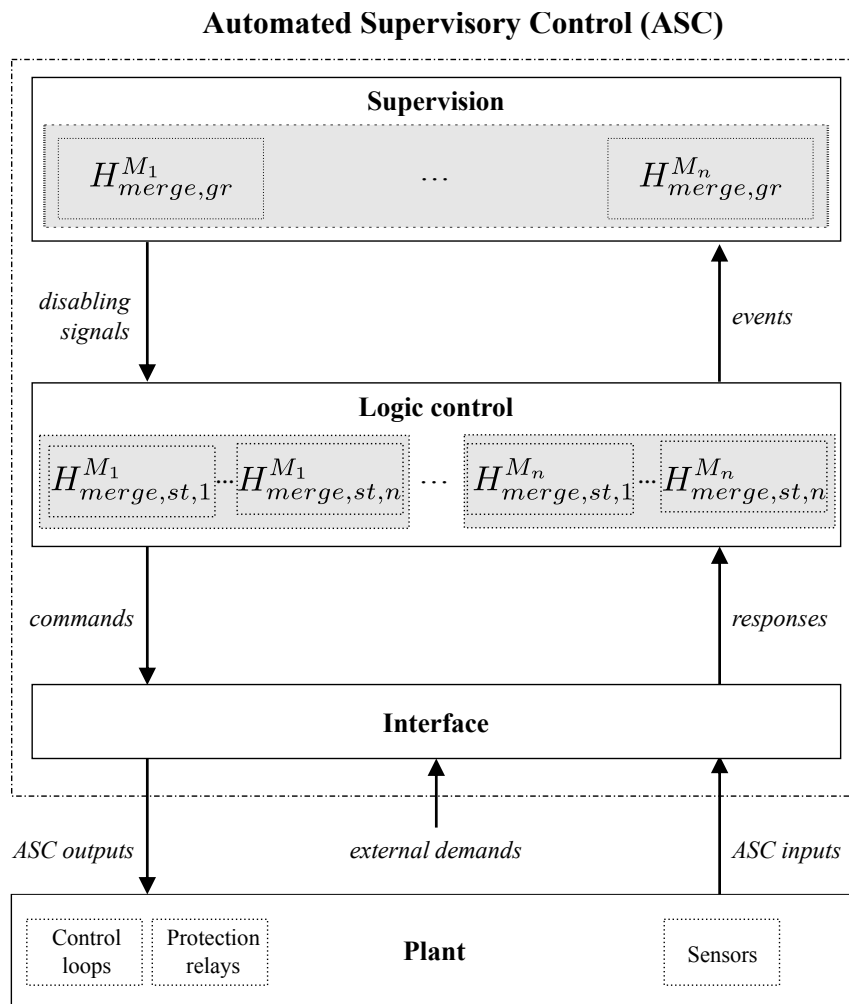 Automated Supervisory Control (ASC)
Supervision
H^{M_1}_{merge,gr} ... H^{M_n}_{merge,gr}
disabling
signals
events
Logic control
H^{M_1}_{merge,st,1} ... H^{M_1}_{merge,st,n} ... H^{M_n}_{merge,st,1} ... H^{M_n}_{merge,st,n}
commands
responses
Interface
ASC outputs
external demands
ASC inputs
Control
loops
Protection
relays
Plant
Sensors